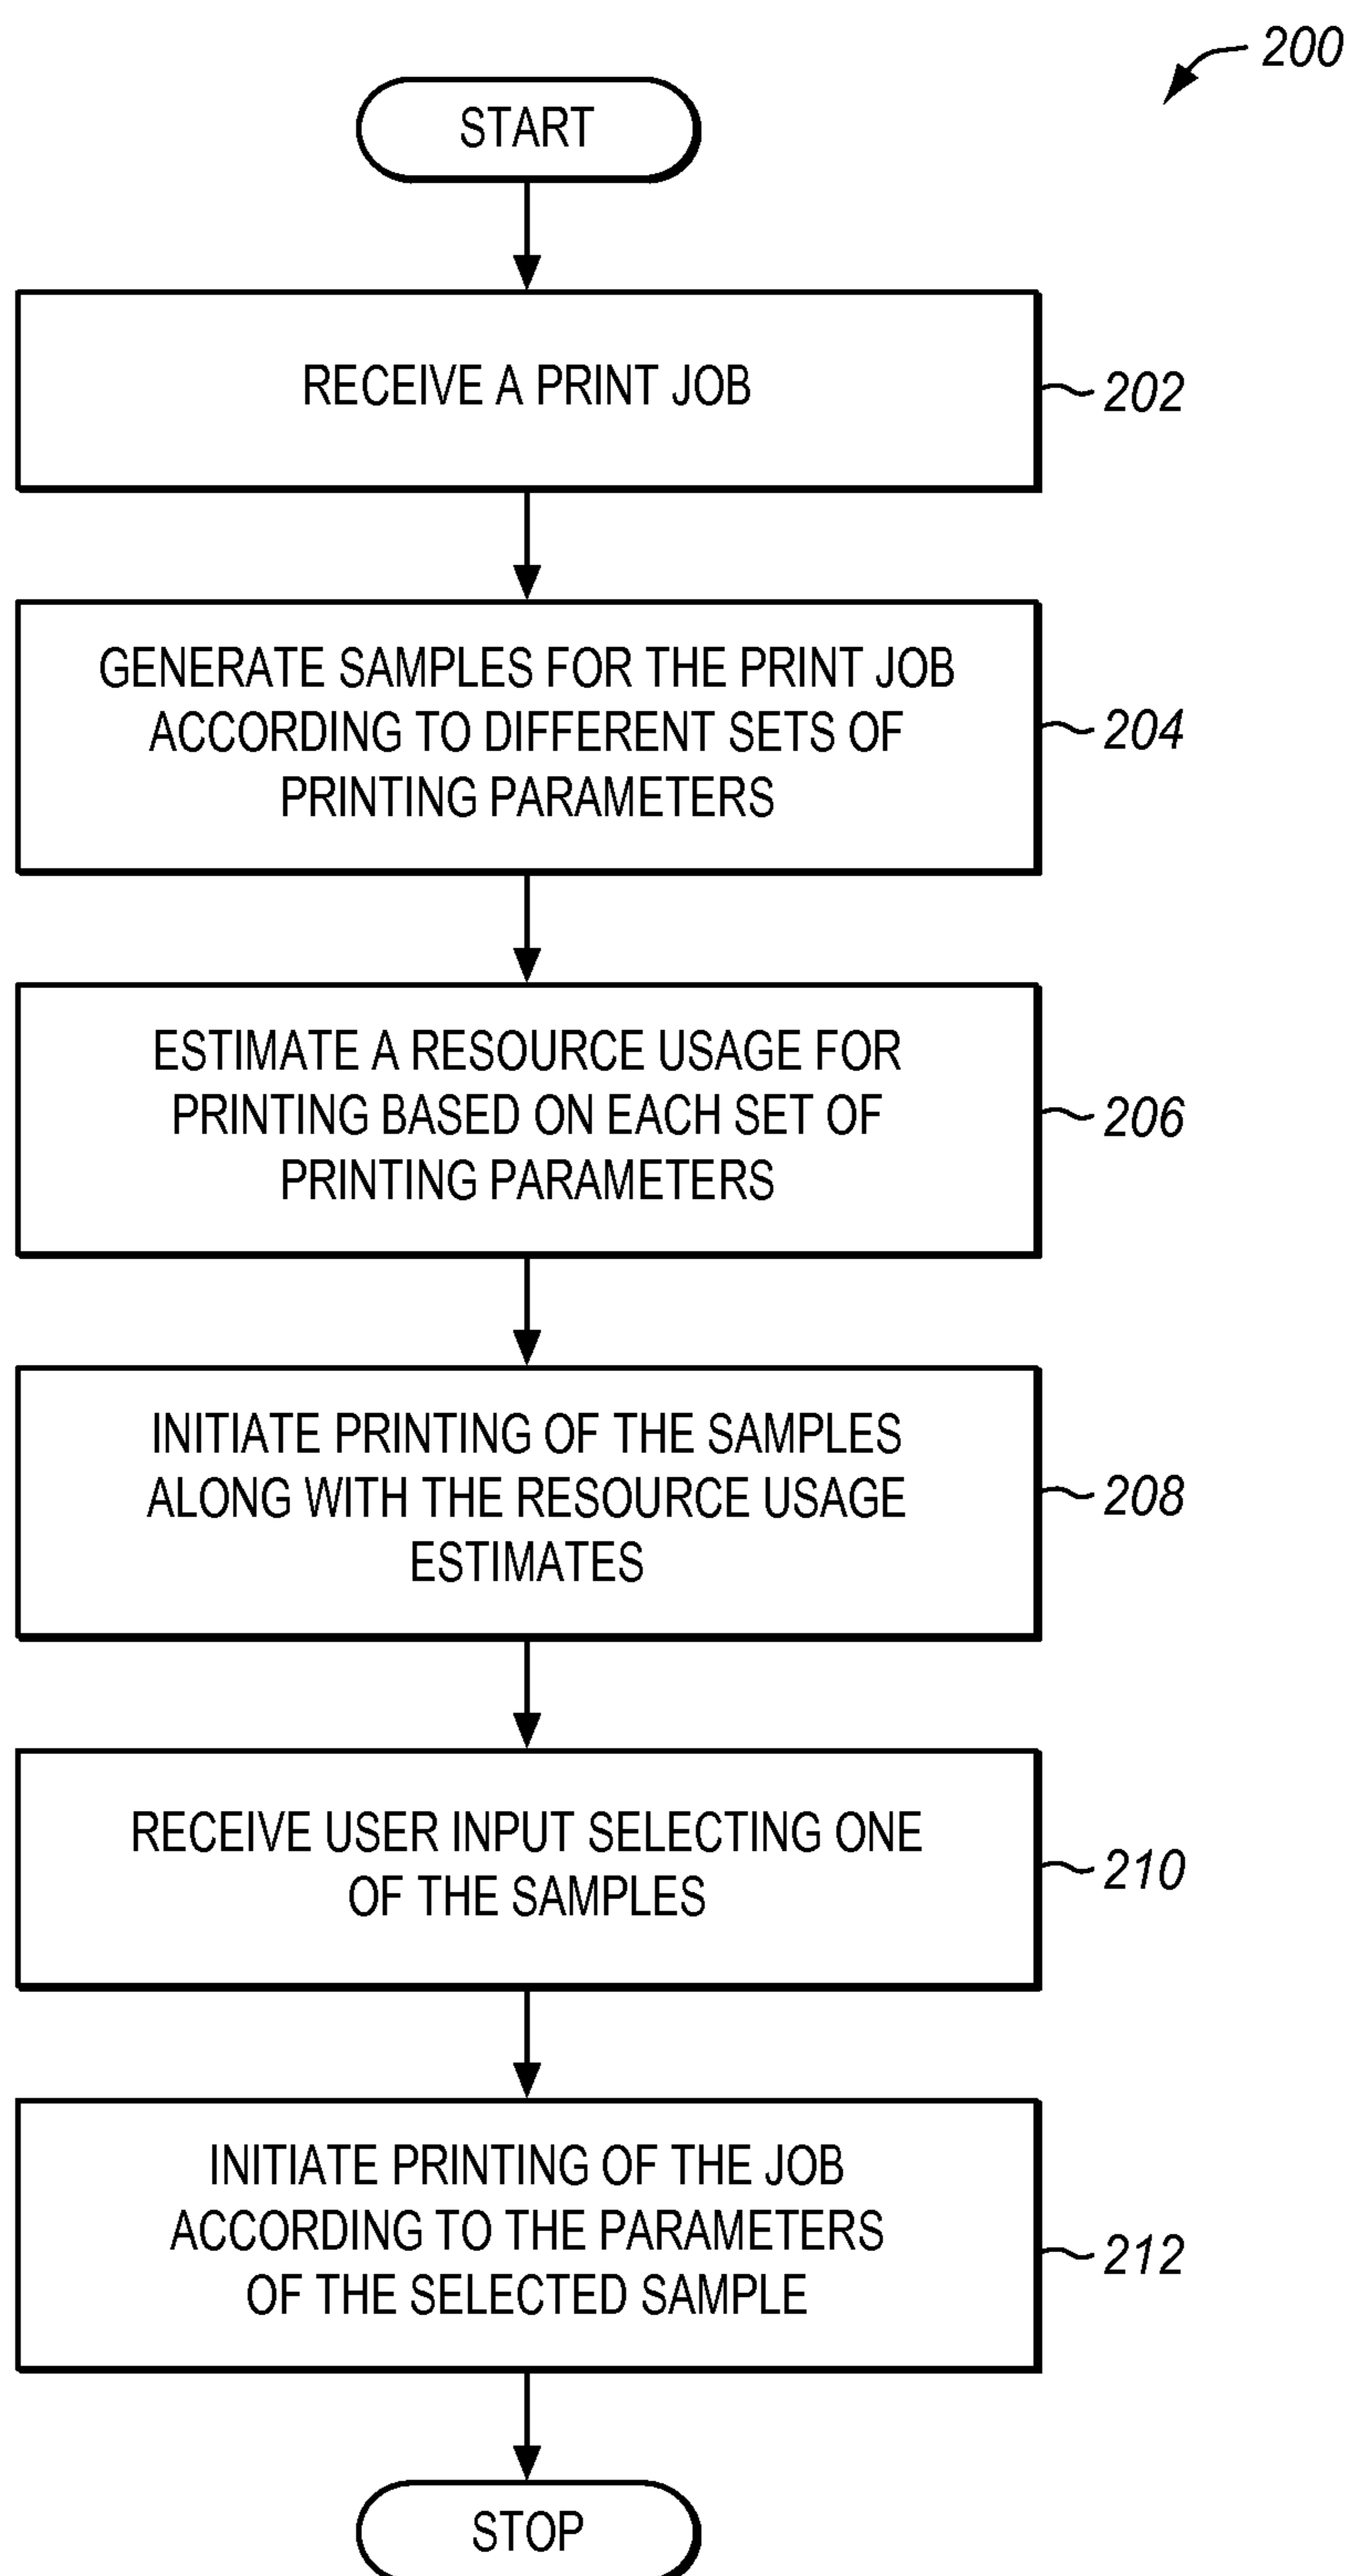 200
START
RECEIVE A PRINT JOB
202
GENERATE SAMPLES FOR THE PRINT JOB
ACCORDING TO DIFFERENT SETS OF
PRINTING PARAMETERS
204
ESTIMATE A RESOURCE USAGE FOR
PRINTING BASED ON EACH SET OF
PRINTING PARAMETERS
206
INITIATE PRINTING OF THE SAMPLES
ALONG WITH THE RESOURCE USAGE
ESTIMATES
208
RECEIVE USER INPUT SELECTING ONE
OF THE SAMPLES
210
INITIATE PRINTING OF THE JOB
ACCORDING TO THE PARAMETERS
OF THE SELECTED SAMPLE
212
STOP